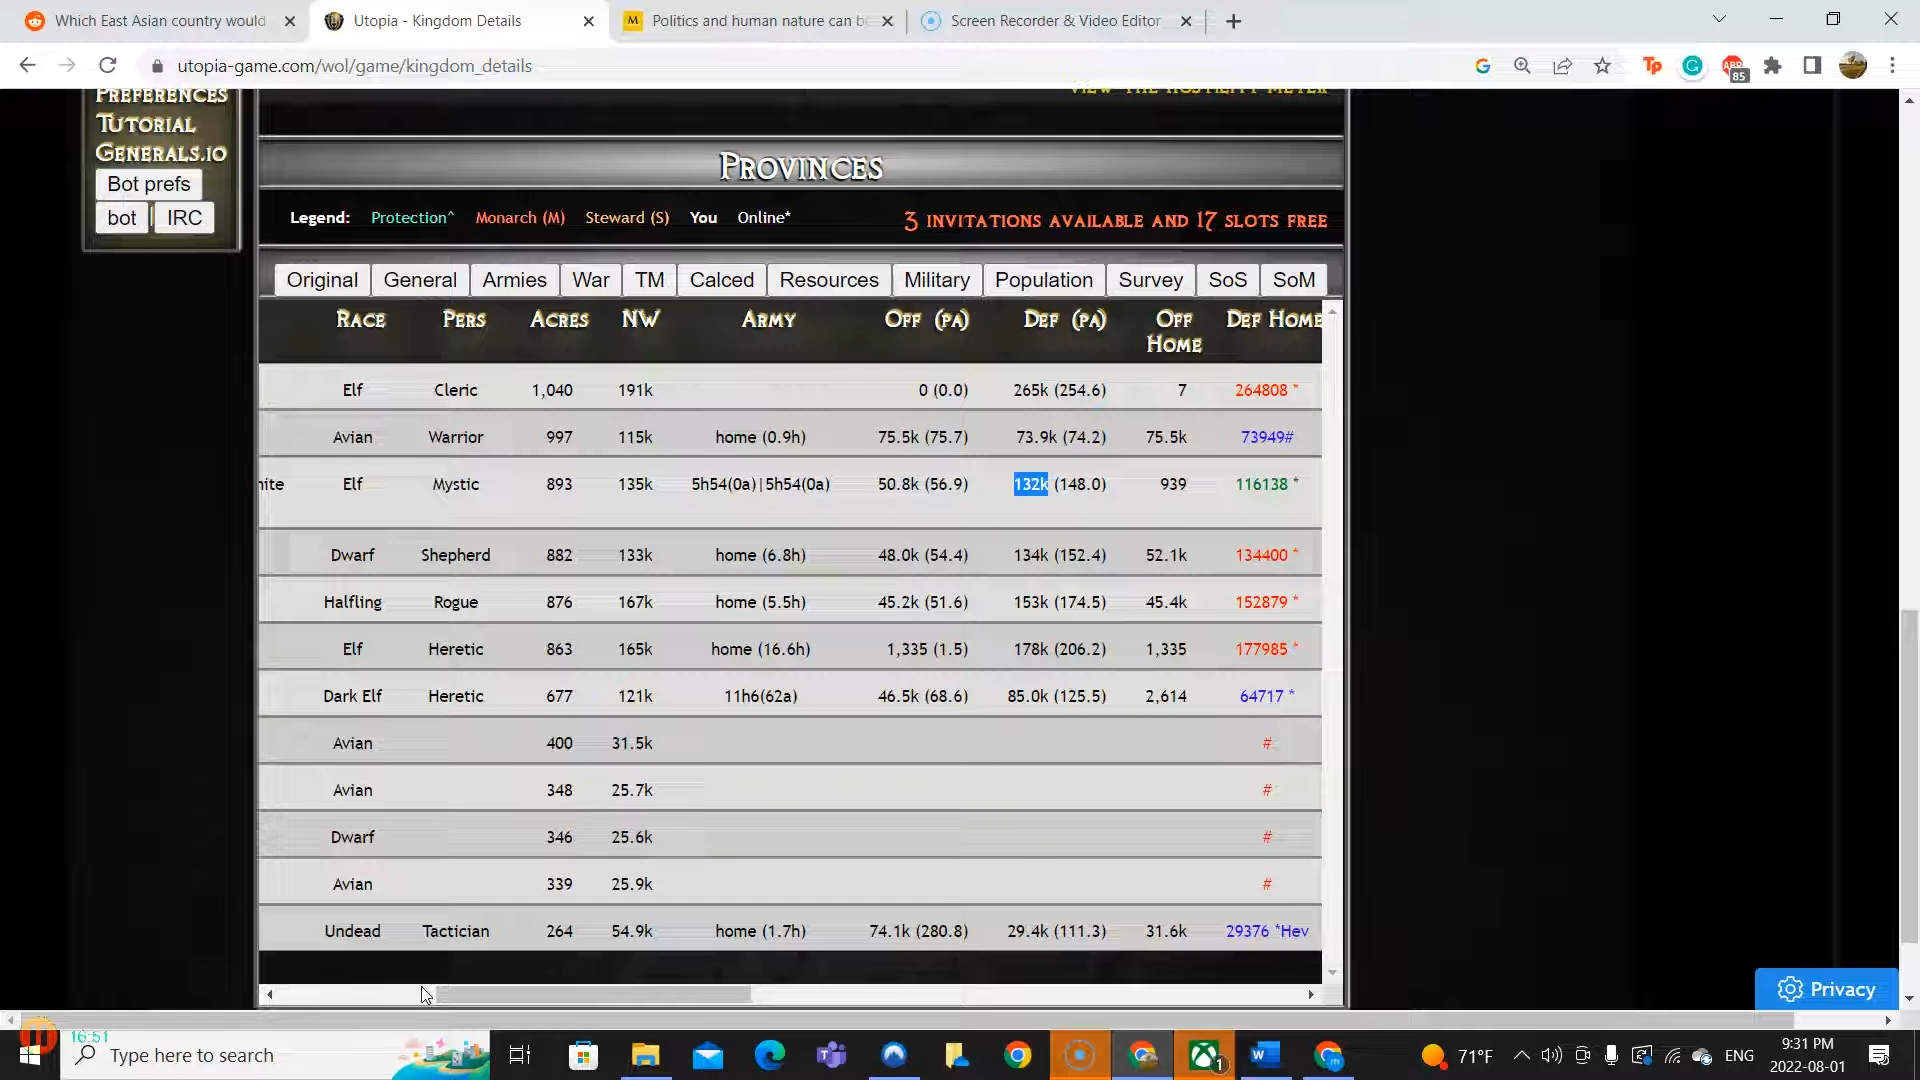 Which East Asian country would
Utopia - Kingdom Details
Politics and human nature can be
Screen Recorder & Video Editor
utopia-game.com/wol/game/kingdom_details
85
Preferences
Tutorial
Generals.io
Bot prefs
bot | IRC
View the Hostility Meter
Provinces
Legend: Protection^ Monarch (M) Steward (S) You Online*
3 invitations available and 17 slots free
Original General Armies War TM Calced Resources Military Population Survey SoS SoM
Race Pers Acres NW Army Off (pa) Def (pa) Off Home Def Home
Elf Cleric 1,040 191k 0 (0.0) 265k (254.6) 7 264808 *
Avian Warrior 997 115k home (0.9h) 75.5k (75.7) 73.9k (74.2) 75.5k 73949#
nite Elf Mystic 893 135k 5h54(0a)|5h54(0a) 50.8k (56.9) 132k (148.0) 939 116138 *
Dwarf Shepherd 882 133k home (6.8h) 48.0k (54.4) 134k (152.4) 52.1k 134400 *
Halfling Rogue 876 167k home (5.5h) 45.2k (51.6) 153k (174.5) 45.4k 152879 *
Elf Heretic 863 165k home (16.6h) 1,335 (1.5) 178k (206.2) 1,335 177985 *
Dark Elf Heretic 677 121k 11h6(62a) 46.5k (68.6) 85.0k (125.5) 2,614 64717 *
Avian 400 31.5k #
Avian 348 25.7k #
Dwarf 346 25.6k #
Avian 339 25.9k #
Undead Tactician 264 54.9k home (1.7h) 74.1k (280.8) 29.4k (111.3) 31.6k 29376 *Hev
Privacy
16:51
Type here to search
1
71°F
ENG
9:31 PM
2022-08-01